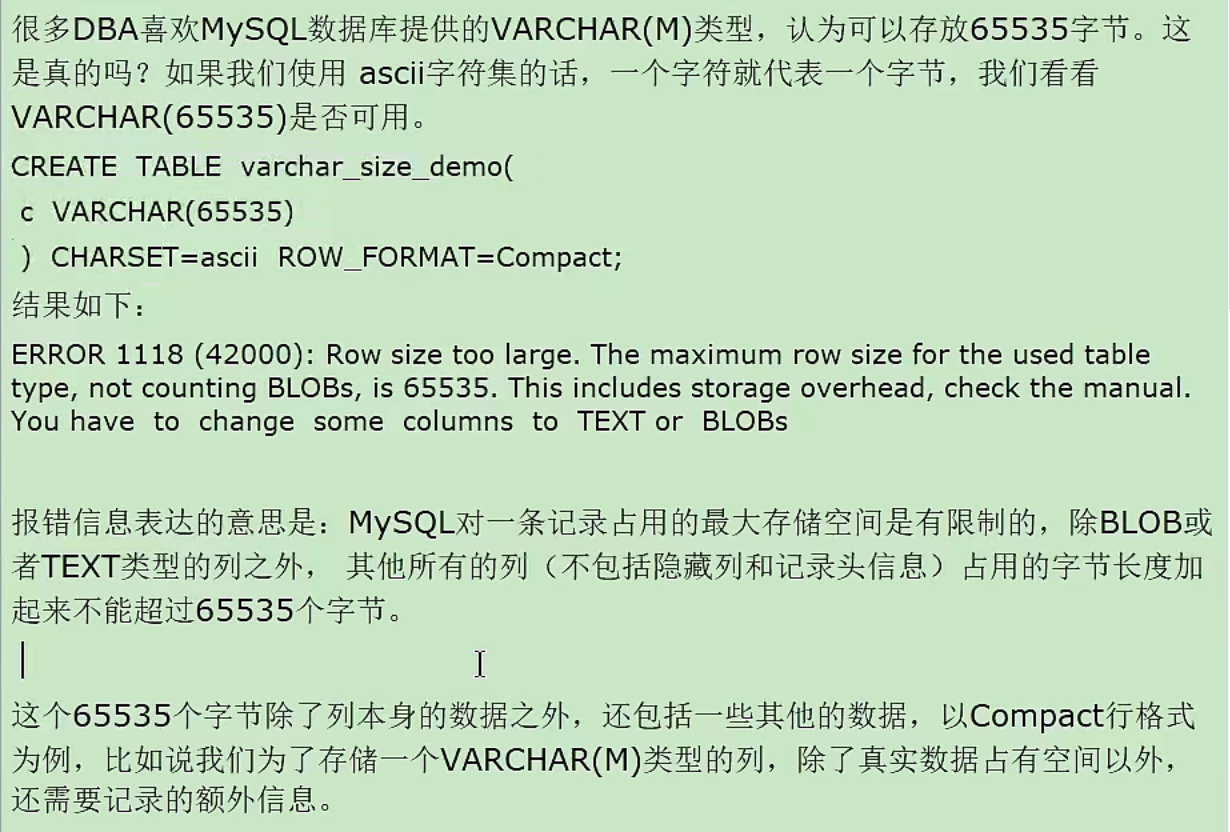 很多DBA喜欢MySQL数据库提供的VARCHAR(M)类型，认为可以存放65535字节。这
是真的吗？如果我们使用 ascii字符集的话，一个字符就代表一个字节，我们看看
VARCHAR(65535)是否可用。
CREATE TABLE varchar_size_demo(
c VARCHAR(65535)
) CHARSET=ascii ROW_FORMAT=Compact;
结果如下：
ERROR 1118 (42000): Row size too large. The maximum row size for the used table
type, not counting BLOBs, is 65535. This includes storage overhead, check the manual.
You have to change some columns to TEXT or BLOBs
报错信息表达的意思是：MySQL对一条记录占用的最大存储空间是有限制的，除BLOB或
者TEXT类型的列之外， 其他所有的列（不包括隐藏列和记录头信息）占用的字节长度加
起来不能超过65535个字节。
这个65535个字节除了列本身的数据之外，还包括一些其他的数据，以Compact行格式
为例，比如说我们为了存储一个VARCHAR(M)类型的列，除了真实数据占有空间以外，
还需要记录的额外信息。